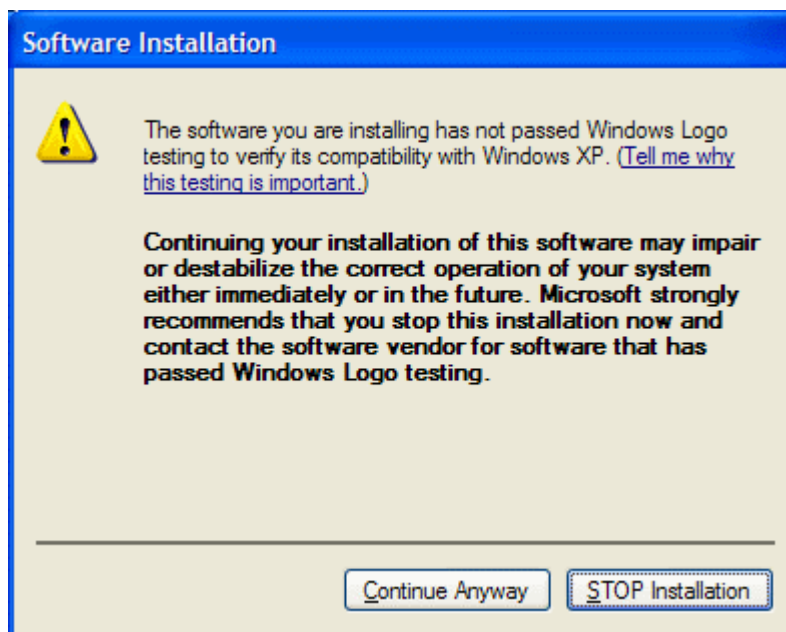 Software Installation
The software you are installing has not passed Windows Logo
testing to verify its compatibility with Windows XP. (Tell me why
this testing is important.)
Continuing your installation of this software may impair
or destabilize the correct operation of your system
either immediately or in the future. Microsoft strongly
recommends that you stop this installation now and
contact the software vendor for software that has
passed Windows Logo testing.
Continue Anyway
STOP Installation